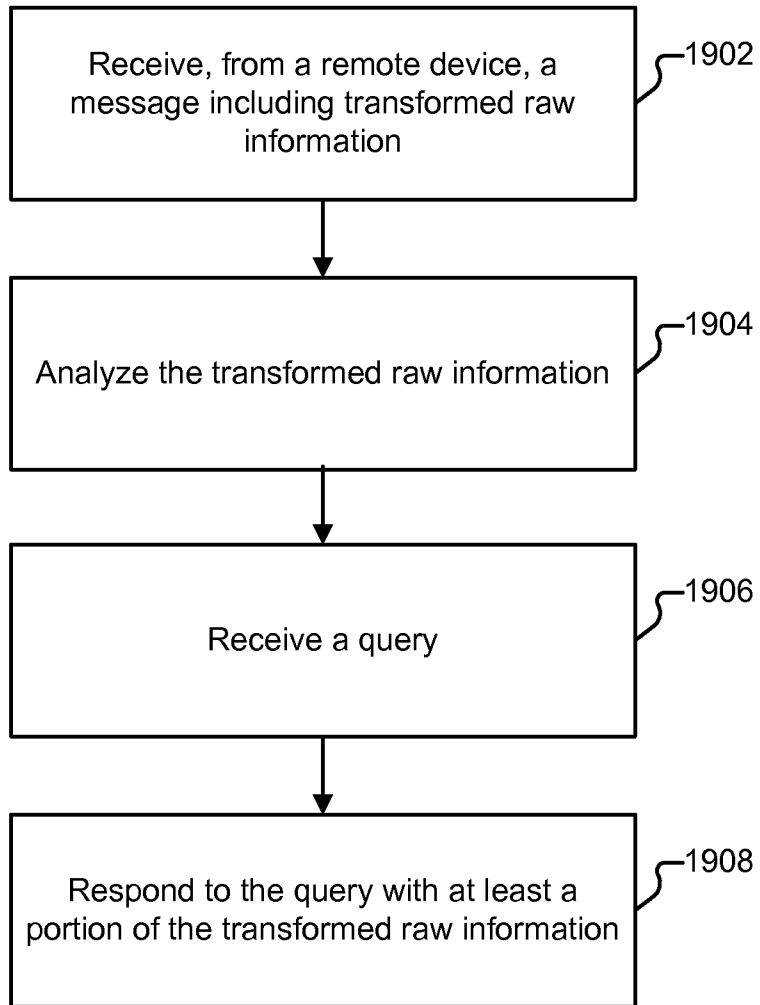 Receive, from a remote device, a
message including transformed raw
information
1902
Analyze the transformed raw information
1904
Receive a query
1906
Respond to the query with at least a
portion of the transformed raw information
1908